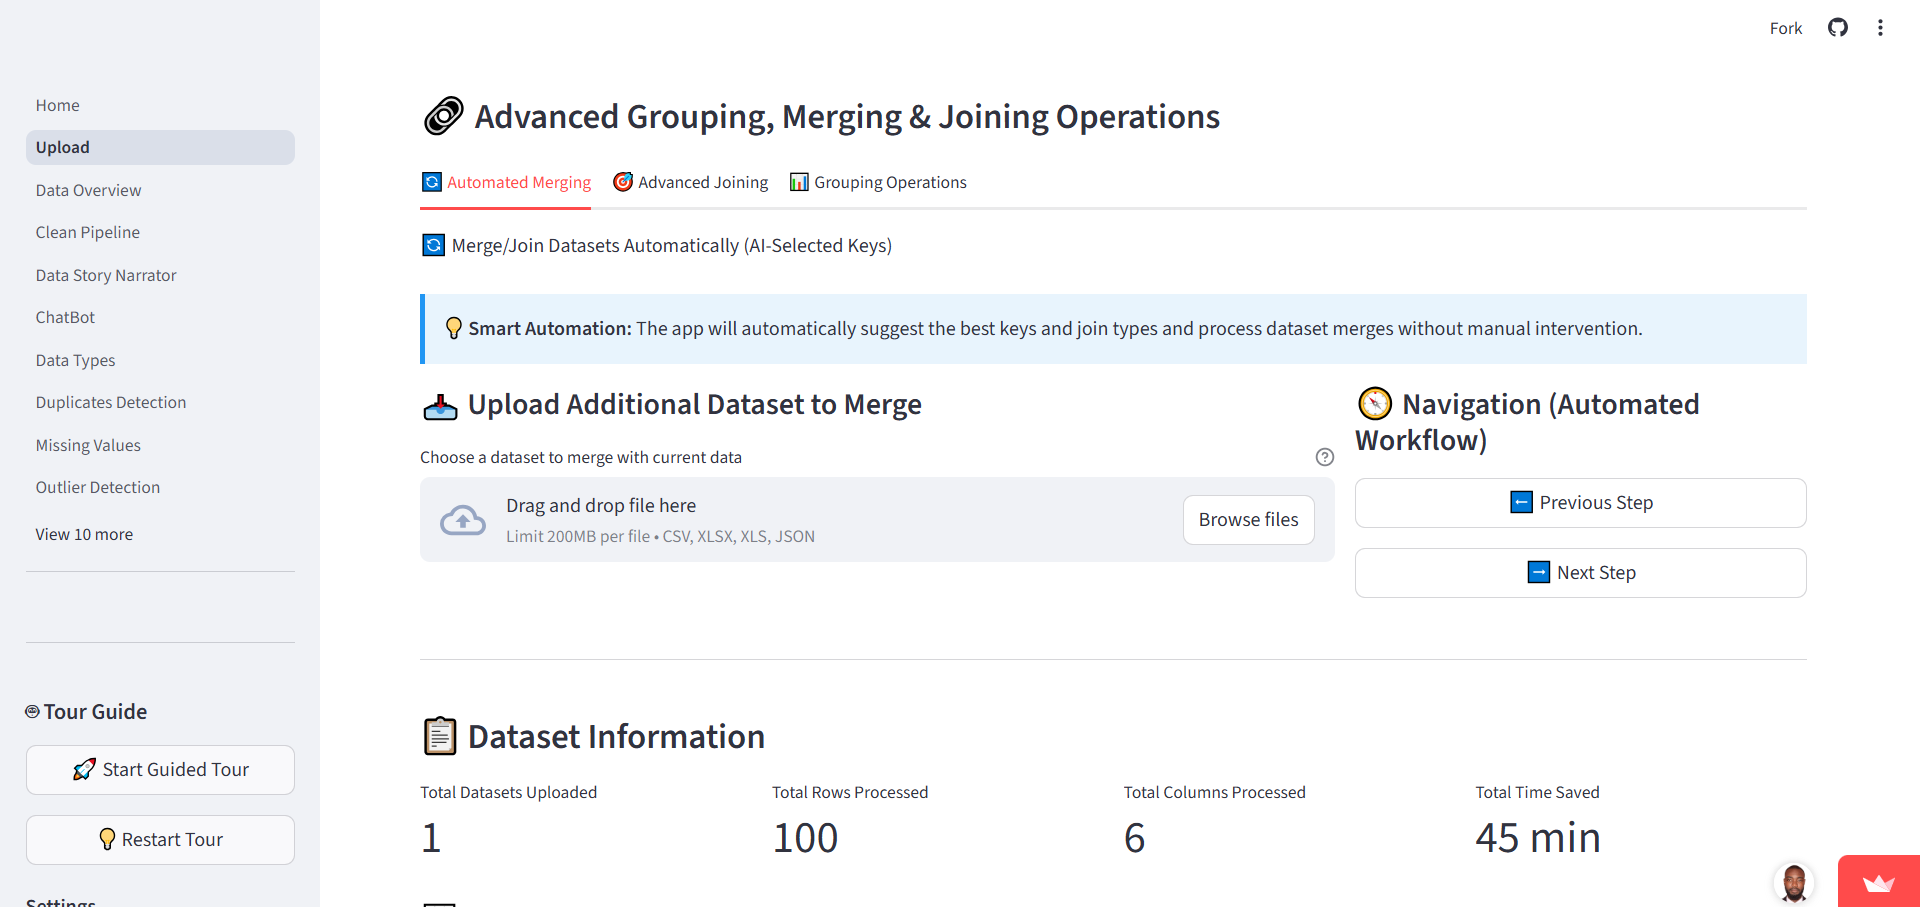 Fork
Home
Upload
Data Overview
Clean Pipeline
Data Story Narrator
ChatBot
Data Types
Duplicates Detection
Missing Values
Outlier Detection
View 10 more
Tour Guide
Start Guided Tour
Restart Tour
Settings
Advanced Grouping, Merging & Joining Operations
Automated Merging
Advanced Joining
Grouping Operations
Merge/Join Datasets Automatically (AI-Selected Keys)
Smart Automation: The app will automatically suggest the best keys and join types and process dataset merges without manual intervention.
Upload Additional Dataset to Merge
Choose a dataset to merge with current data
Drag and drop file here
Limit 200MB per file • CSV, XLSX, XLS, JSON
Browse files
Navigation (Automated
Workflow)
Previous Step
Next Step
Dataset Information
Total Datasets Uploaded
1
Total Rows Processed
100
Total Columns Processed
6
Total Time Saved
45 min